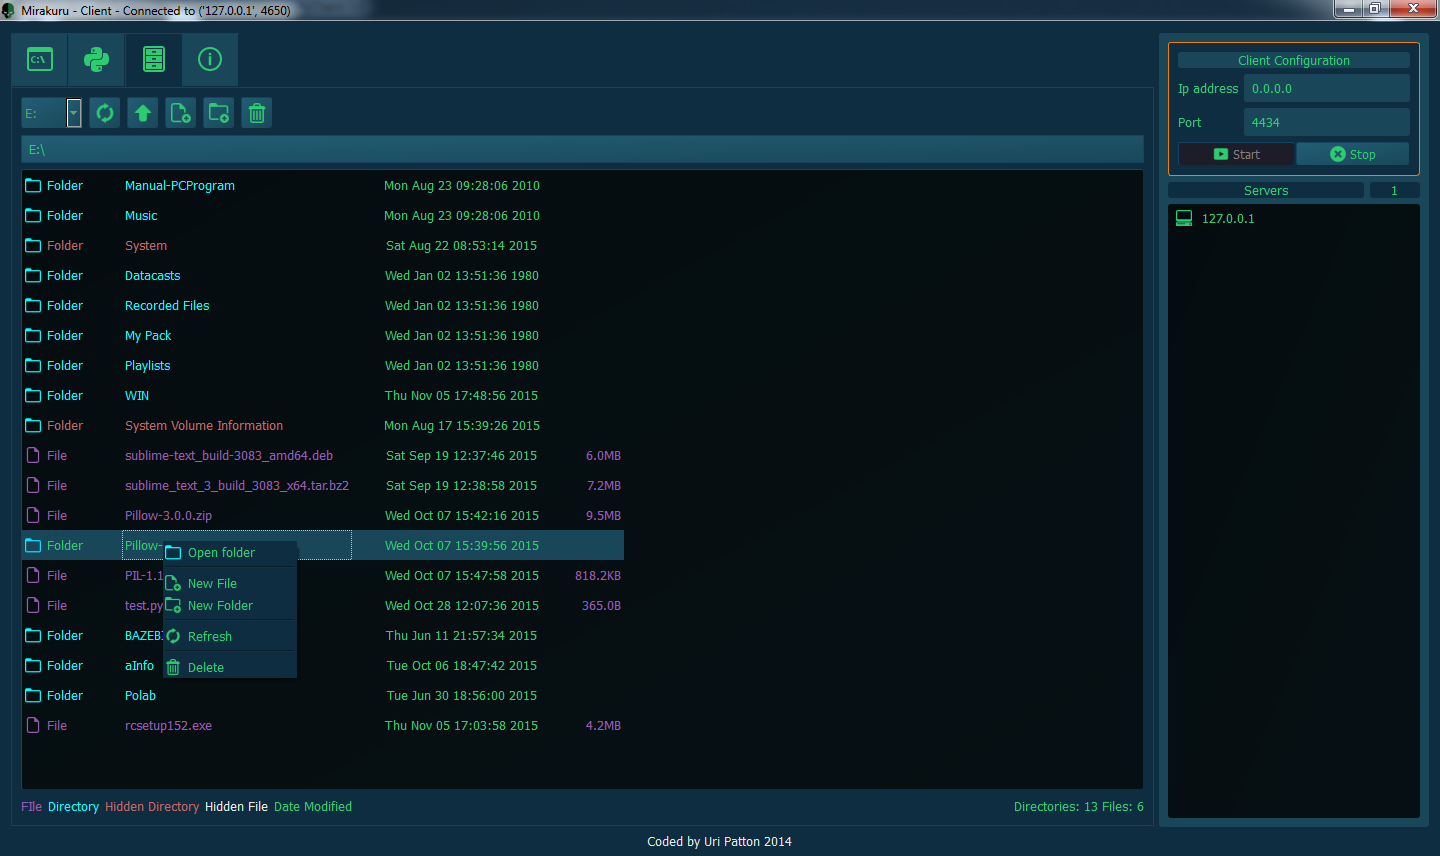 Mirakuru - Client - Connected to ('127.0.0.1', 4650)
C:\
E:
E:\
Folder Manual-PCProgram Mon Aug 23 09:28:06 2010
Folder Music Mon Aug 23 09:28:06 2010
Folder System Sat Aug 22 08:53:14 2015
Folder Datacasts Wed Jan 02 13:51:36 1980
Folder Recorded Files Wed Jan 02 13:51:36 1980
Folder My Pack Wed Jan 02 13:51:36 1980
Folder Playlists Wed Jan 02 13:51:36 1980
Folder WIN Thu Nov 05 17:48:56 2015
Folder System Volume Information Mon Aug 17 15:39:26 2015
File sublime-text_build-3083_amd64.deb Sat Sep 19 12:37:46 2015 6.0MB
File sublime_text_3_build_3083_x64.tar.bz2 Sat Sep 19 12:38:58 2015 7.2MB
File Pillow-3.0.0.zip Wed Oct 07 15:42:16 2015 9.5MB
Folder Pillow- Wed Oct 07 15:39:56 2015
File PIL-1.1 Wed Oct 07 15:47:58 2015 818.2KB
File test.py Wed Oct 28 12:07:36 2015 365.0B
Folder Thu Jun 11 21:57:34 2015
Folder aInfo Tue Oct 06 18:47:42 2015
Folder Polab Tue Jun 30 18:56:00 2015
File rcsetup152.exe Thu Nov 05 17:03:58 2015 4.2MB
Open folder
New File
New Folder
Refresh
Delete
FIle Directory Hidden Directory Hidden File Date Modified
Directories: 13 Files: 6
Client Configuration
Ip address 0.0.0.0
Port 4434
Start Stop
Servers 1
127.0.0.1
Coded by Uri Patton 2014